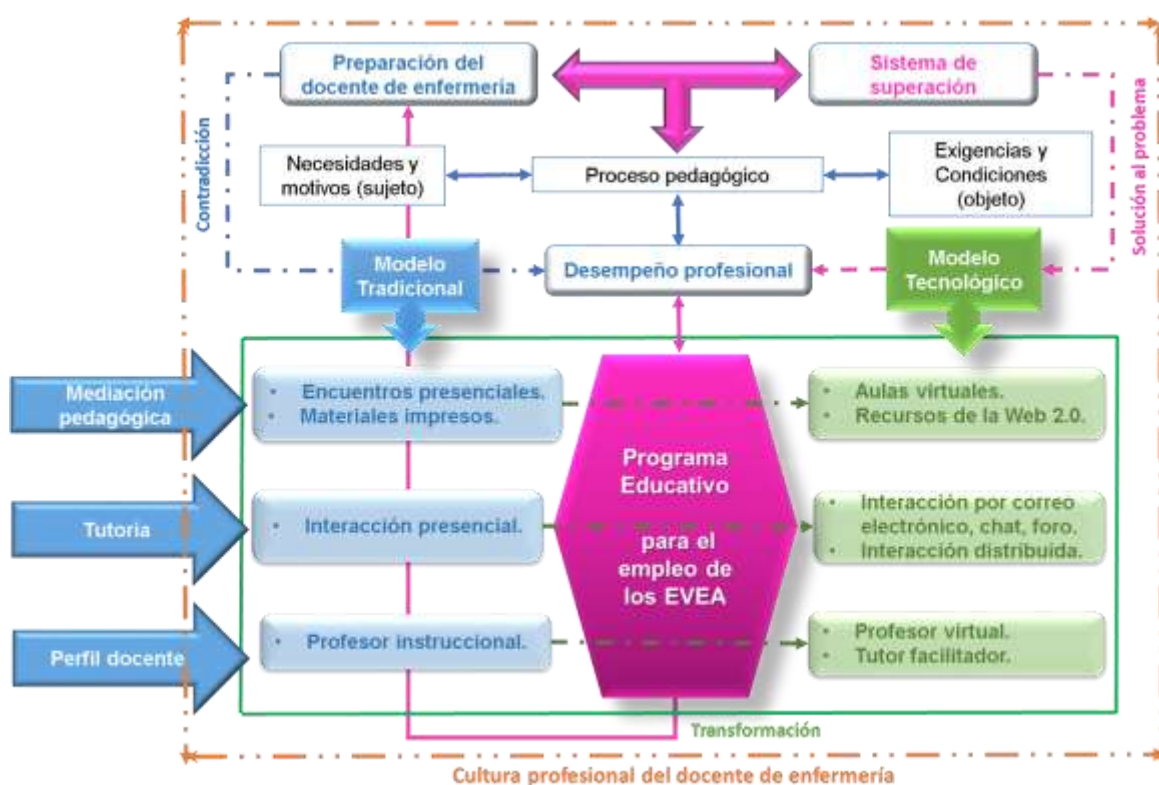 Preparación del
docente de enfermería
Sistema de
superación
Contradicción
Necesidades y
motivos (sujeto)
Proceso pedagógico
Exigencias y
Condiciones
(objeto)
Solución al problema
Modelo
Tradicional
Desempeño profesional
Modelo
Tecnológico
Mediación
pedagógica
• Encuentros presenciales.
• Materiales impresos.
• Aulas virtuales.
• Recursos de la Web 2.0.
Programa
Educativo
para el
empleo de
los EVEA
Tutoria
• Interacción presencial.
• Interacción por correo
electrónico, chat, foro.
• Interacción distribuida.
Perfil docente
• Profesor instruccional.
• Profesor virtual.
• Tutor facilitador.
Transformación
Cultura profesional del docente de enfermería